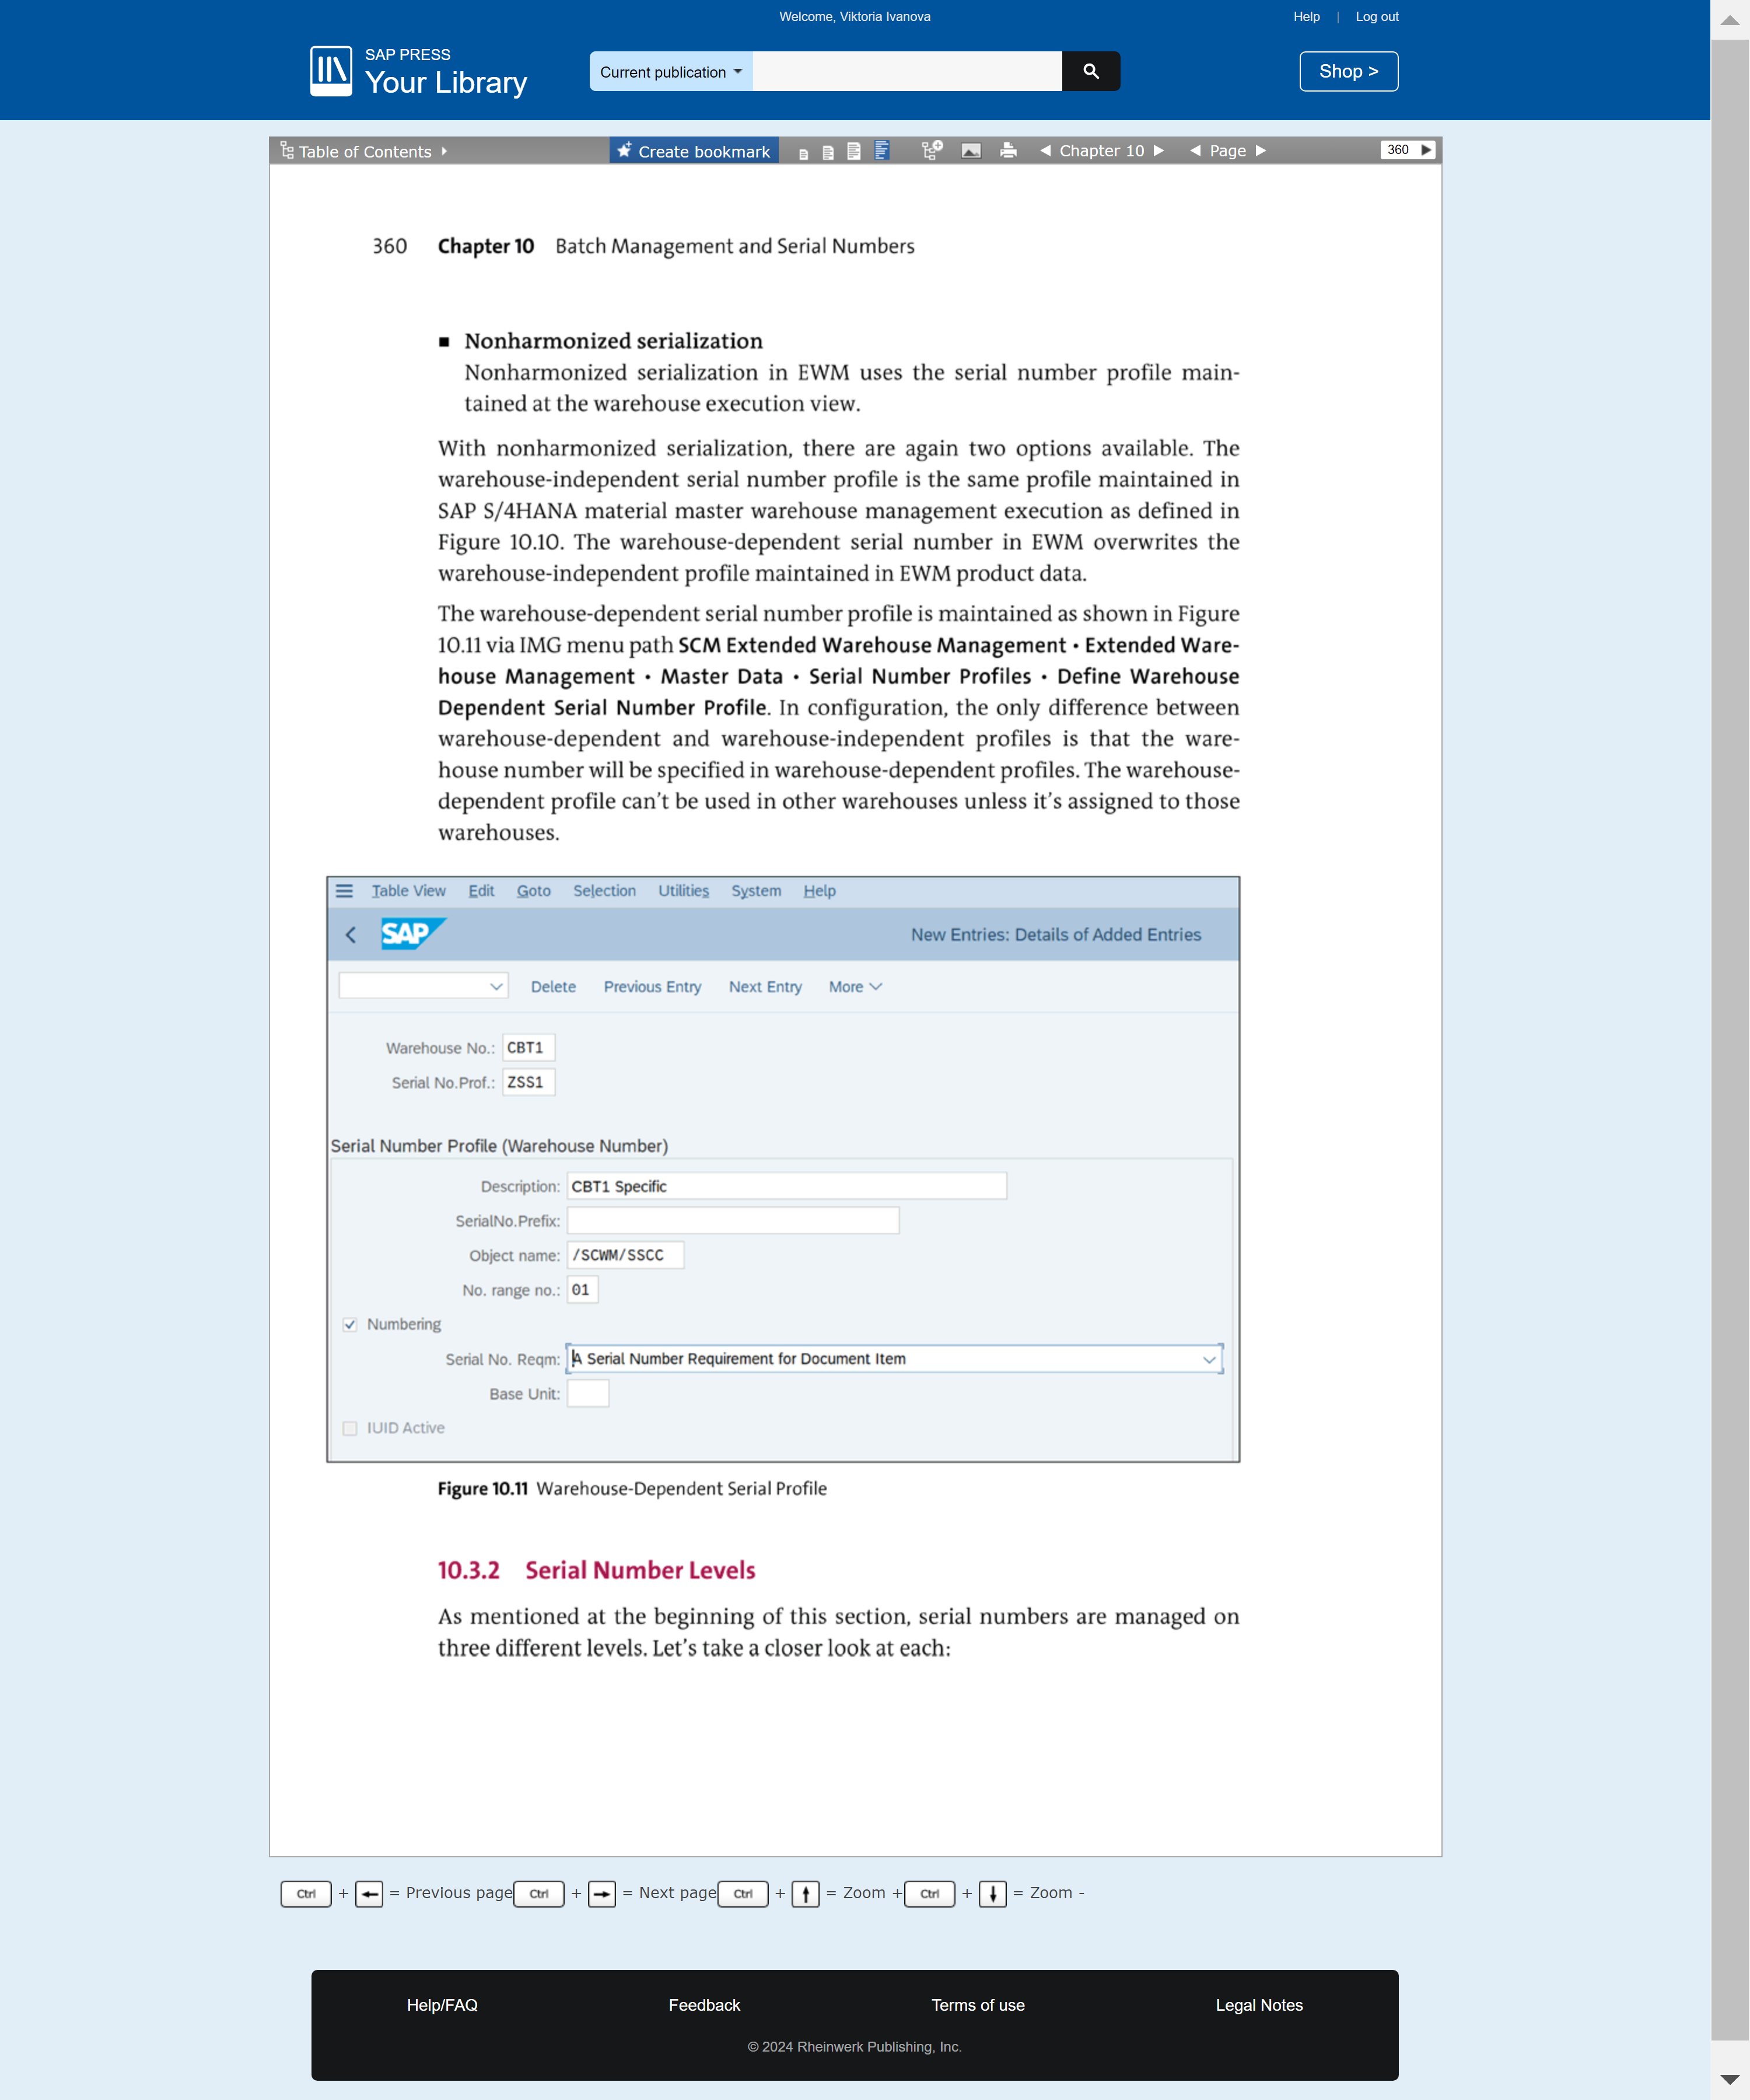 Welcome, Viktoria Ivanova
Help | Log out
SAP PRESS
Your Library
Current publication
Shop >
Table of Contents
Create bookmark
Chapter 10
Page
360
360 Chapter 10 Batch Management and Serial Numbers
■ Nonharmonized serialization
Nonharmonized serialization in EWM uses the serial number profile main-
tained at the warehouse execution view.
With nonharmonized serialization, there are again two options available. The
warehouse-independent serial number profile is the same profile maintained in
SAP S/4HANA material master warehouse management execution as defined in
Figure 10.10. The warehouse-dependent serial number in EWM overwrites the
warehouse-independent profile maintained in EWM product data.
The warehouse-dependent serial number profile is maintained as shown in Figure
10.11 via IMG menu path SCM Extended Warehouse Management • Extended Ware-
house Management • Master Data • Serial Number Profiles • Define Warehouse
Dependent Serial Number Profile. In configuration, the only difference between
warehouse-dependent and warehouse-independent profiles is that the ware-
house number will be specified in warehouse-dependent profiles. The warehouse-
dependent profile can't be used in other warehouses unless it's assigned to those
warehouses.
Table View Edit Goto Selection Utilities System Help
SAP
New Entries: Details of Added Entries
Delete Previous Entry Next Entry More
Warehouse No.: CBT1
Serial No.Prof.: ZSS1
Serial Number Profile (Warehouse Number)
Description: CBT1 Specific
SerialNo.Prefix:
Object name: /SCWM/SSCC
No. range no.: 01
Numbering
Serial No. Reqm: A Serial Number Requirement for Document Item
Base Unit:
IUID Active
Figure 10.11 Warehouse-Dependent Serial Profile
10.3.2 Serial Number Levels
As mentioned at the beginning of this section, serial numbers are managed on
three different levels. Let's take a closer look at each:
Ctrl + ← = Previous page Ctrl + → = Next page Ctrl + ↑ = Zoom + Ctrl + ↓ = Zoom -
Help/FAQ Feedback Terms of use Legal Notes
© 2024 Rheinwerk Publishing, Inc.